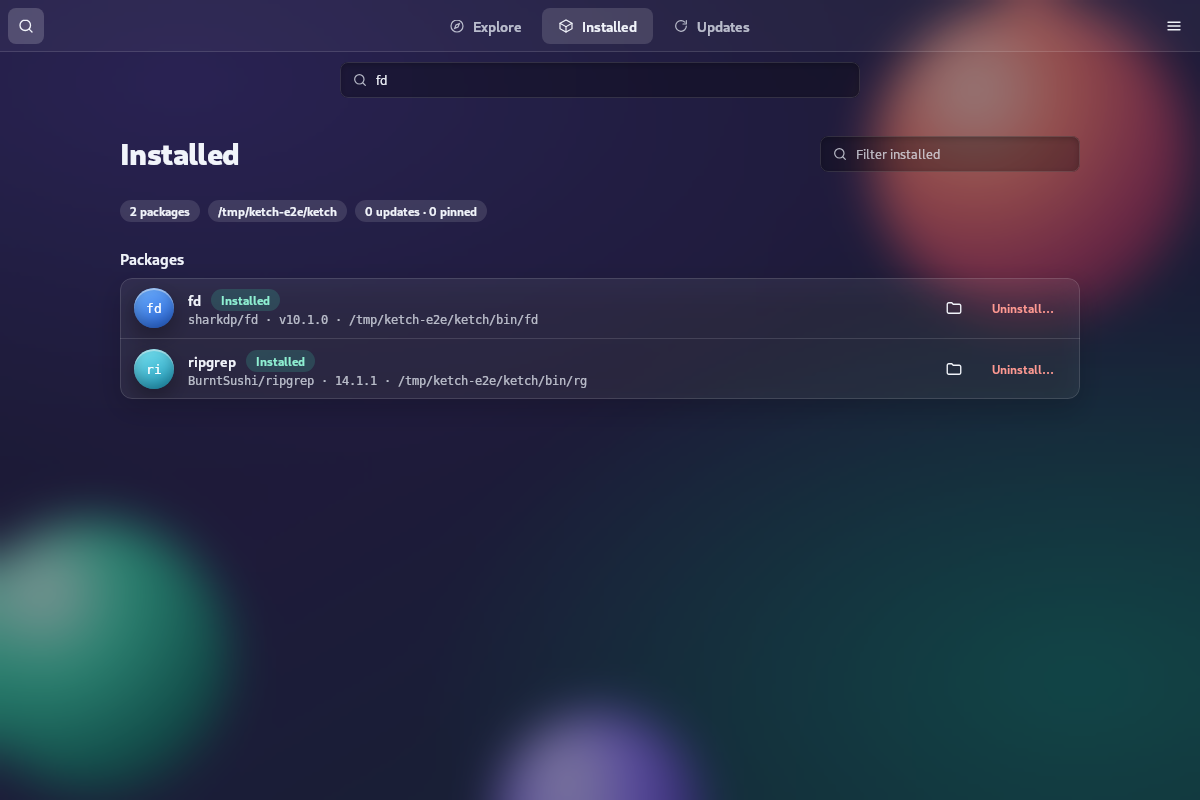 Explore
Installed
Updates
fd
Installed
Filter installed
2 packages
/tmp/ketch-e2e/ketch
0 updates · 0 pinned
Packages
fd
fd
Installed
sharkdp/fd · v10.1.0 · /tmp/ketch-e2e/ketch/bin/fd
Uninstall...
ri
ripgrep
Installed
BurntSushi/ripgrep · 14.1.1 · /tmp/ketch-e2e/ketch/bin/rg
Uninstall...